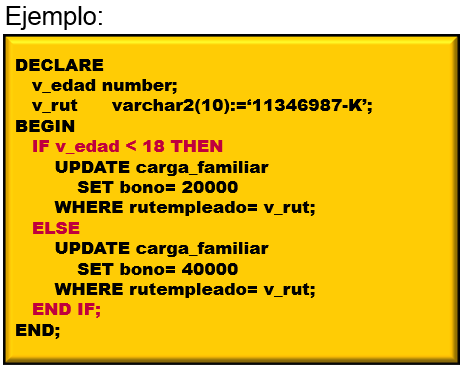 Ejemplo:
DECLARE
v_edad number;
v_rut varchar2(10):=‘11346987-K’;
BEGIN
IF v_edad < 18 THEN
UPDATE carga_familiar
SET bono= 20000
WHERE rutempleado= v_rut;
ELSE
UPDATE carga_familiar
SET bono= 40000
WHERE rutempleado= v_rut;
END IF;
END;